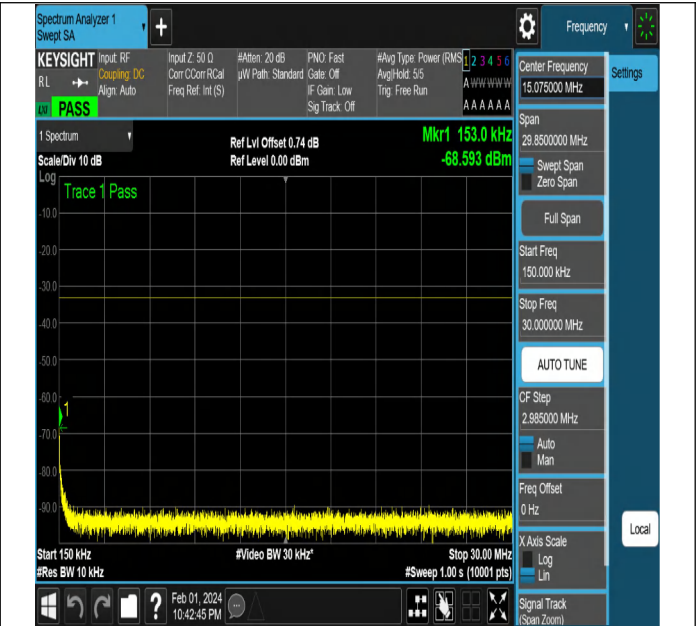 Spectrum Analyzer 1
Swept SA
+
Frequency
KEYSIGHT
RL
PASS
Input: RF
Coupling: DC
Align: Auto
Input Z: 50 Ω
Corr CCorr RCal
Freq Ref: Int (S)
#Atten: 20 dB
µW Path: Standard
PNO: Fast
Gate: Off
IF Gain: Low
Sig Track: Off
#Avg Type: Power (RMS
Avg|Hold: 5/5
Trig: Free Run
1 2 3 4 5 6
A W W W W W
A A A A A A
Center Frequency
15.075000 MHz
Settings
Span
29.8500000 MHz
Swept Span
Zero Span
Full Span
Start Freq
150.000 kHz
Stop Freq
30.000000 MHz
AUTO TUNE
CF Step
2.985000 MHz
Auto
Man
Freq Offset
0 Hz
X Axis Scale
Log
Lin
Signal Track
(Span Zoom)
Local
1 Spectrum
Scale/Div 10 dB
Ref Lvl Offset 0.74 dB
Ref Level 0.00 dBm
Mkr1 153.0 kHz
-68.593 dBm
Log
Trace 1 Pass
-10.0
-20.0
-30.0
-40.0
-50.0
-60.0
1
-70.0
-80.0
-90.0
Start 150 kHz
#Video BW 30 kHz*
Stop 30.00 MHz
#Res BW 10 kHz
#Sweep 1.00 s (10001 pts)
?
Feb 01, 2024
10:42:45 PM